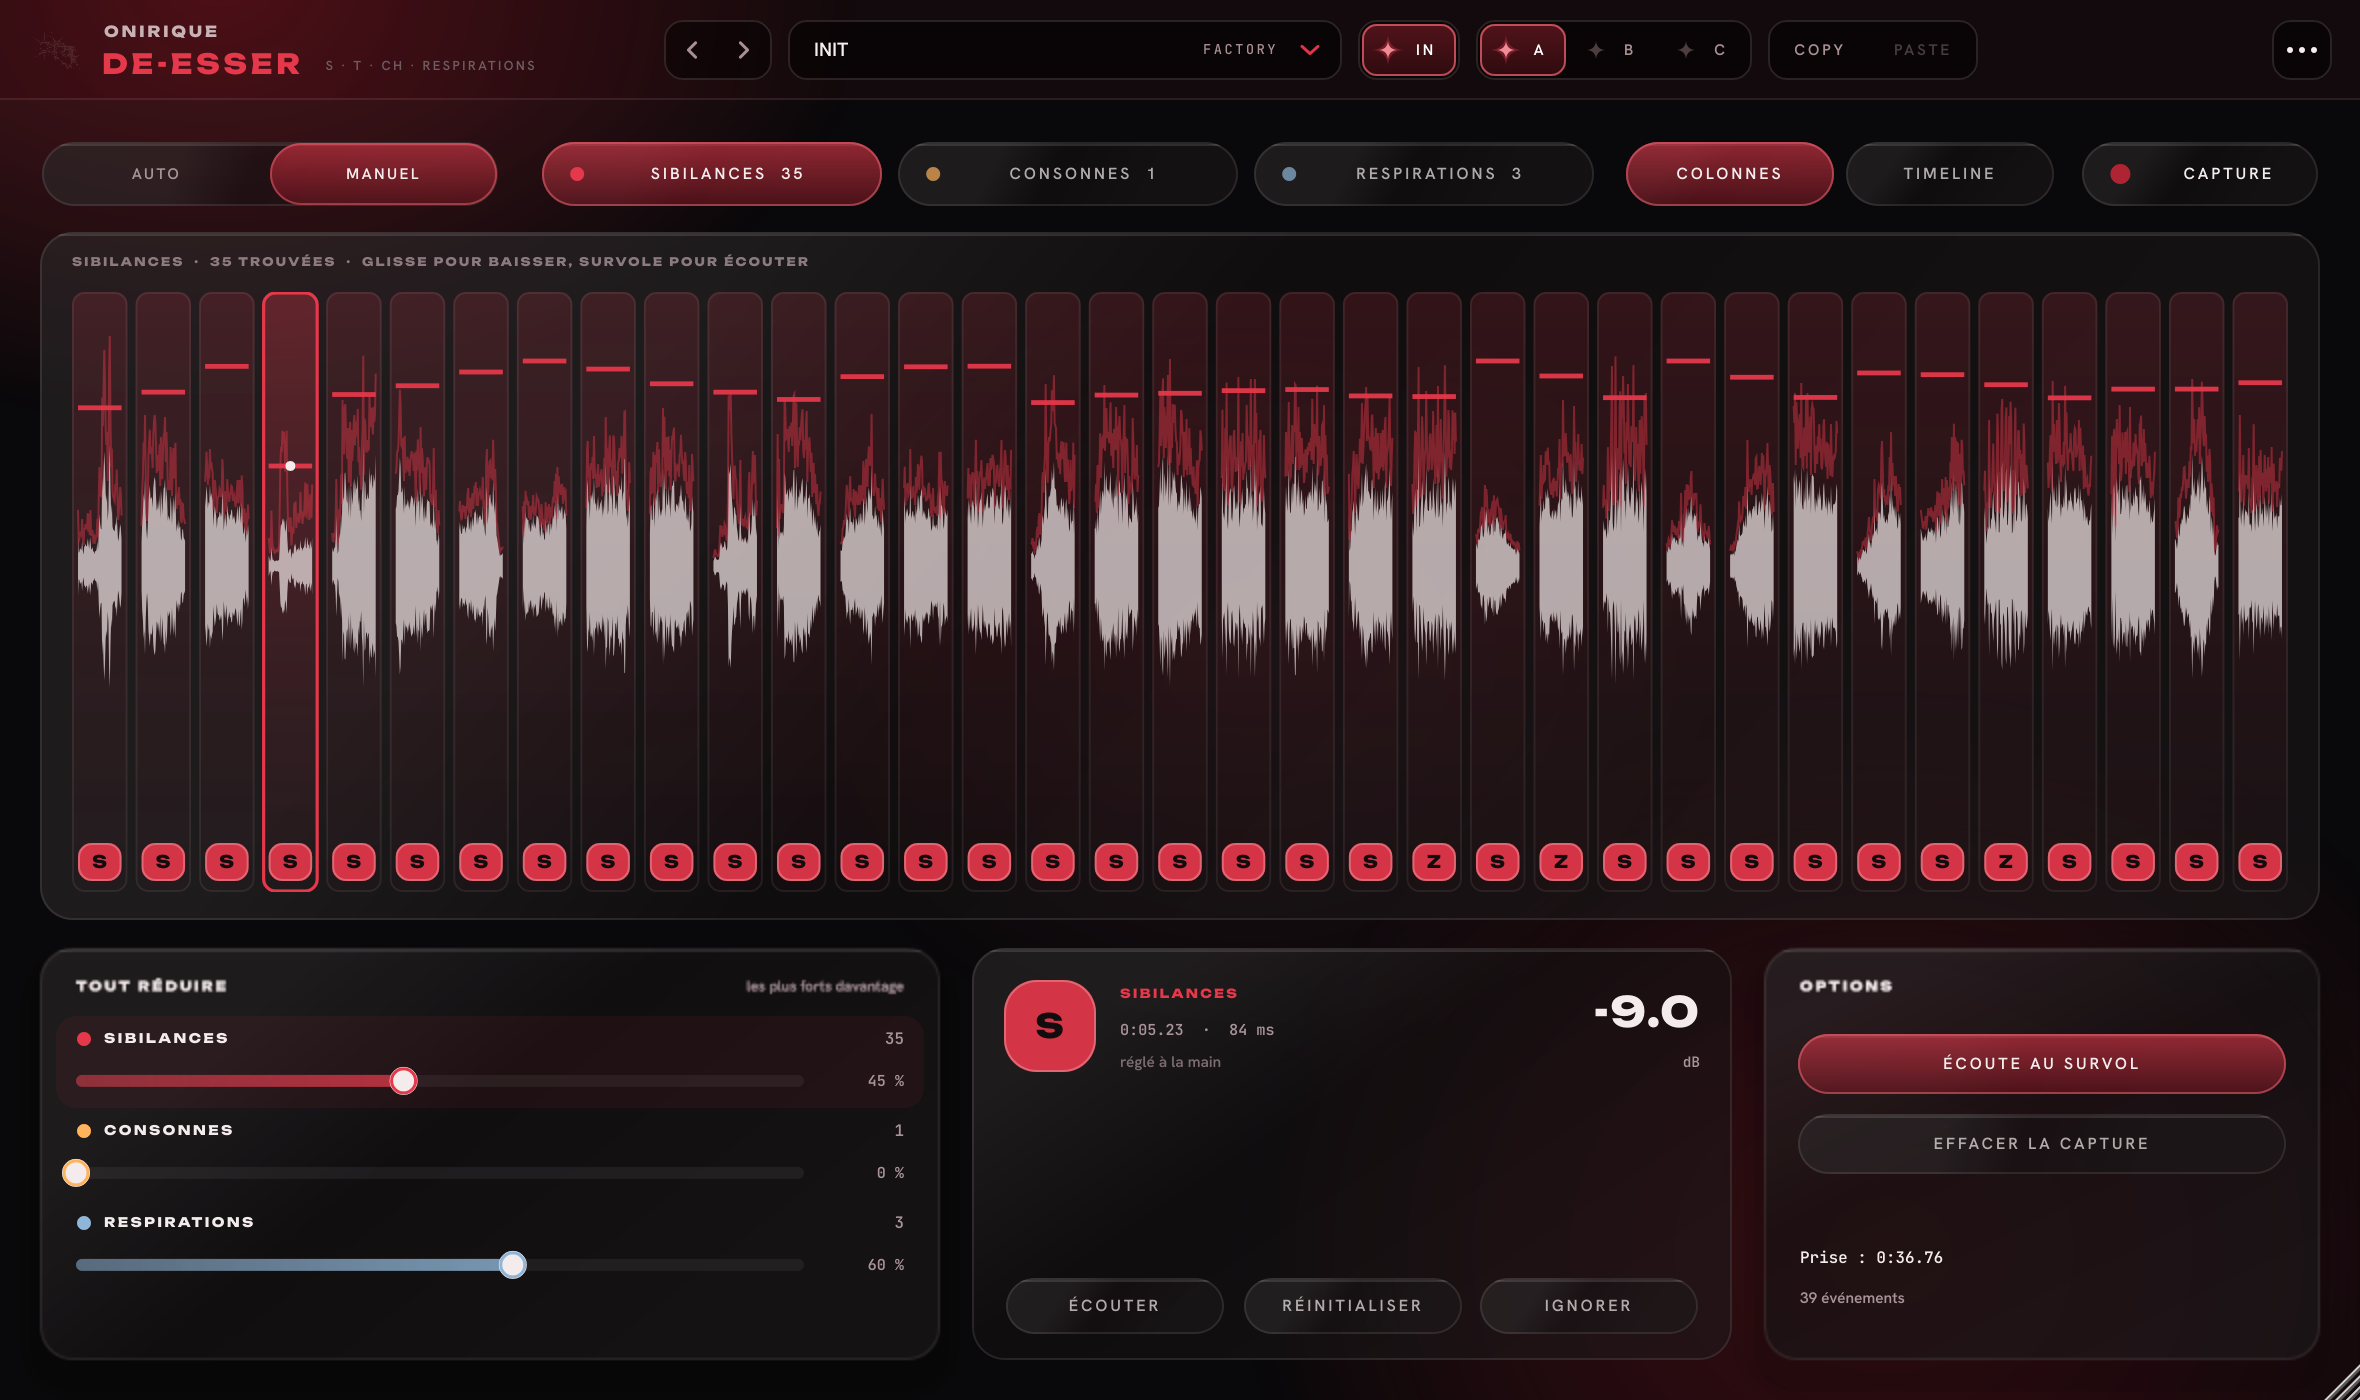 ONIRIQUE
DE-ESSER S · T · CH · RESPIRATIONS
INIT FACTORY
IN
A B C
COPY PASTE
AUTO MANUEL
SIBILANCES 35
CONSONNES 1
RESPIRATIONS 3
COLONNES TIMELINE
CAPTURE
SIBILANCES · 35 TROUVÉES · GLISSE POUR BAISSER, SURVOLE POUR ÉCOUTER
S S S S S S S S S S S S S S S S S S S S S Z S Z S S S S S S Z S S S S
TOUT RÉDUIRE les plus forts davantage
SIBILANCES 35
45 %
CONSONNES 1
0 %
RESPIRATIONS 3
60 %
S
SIBILANCES
0:05.23 · 84 ms
réglé à la main
-9.0
dB
ÉCOUTER RÉINITIALISER IGNORER
OPTIONS
ÉCOUTE AU SURVOL
EFFACER LA CAPTURE
Prise : 0:36.76
39 événements